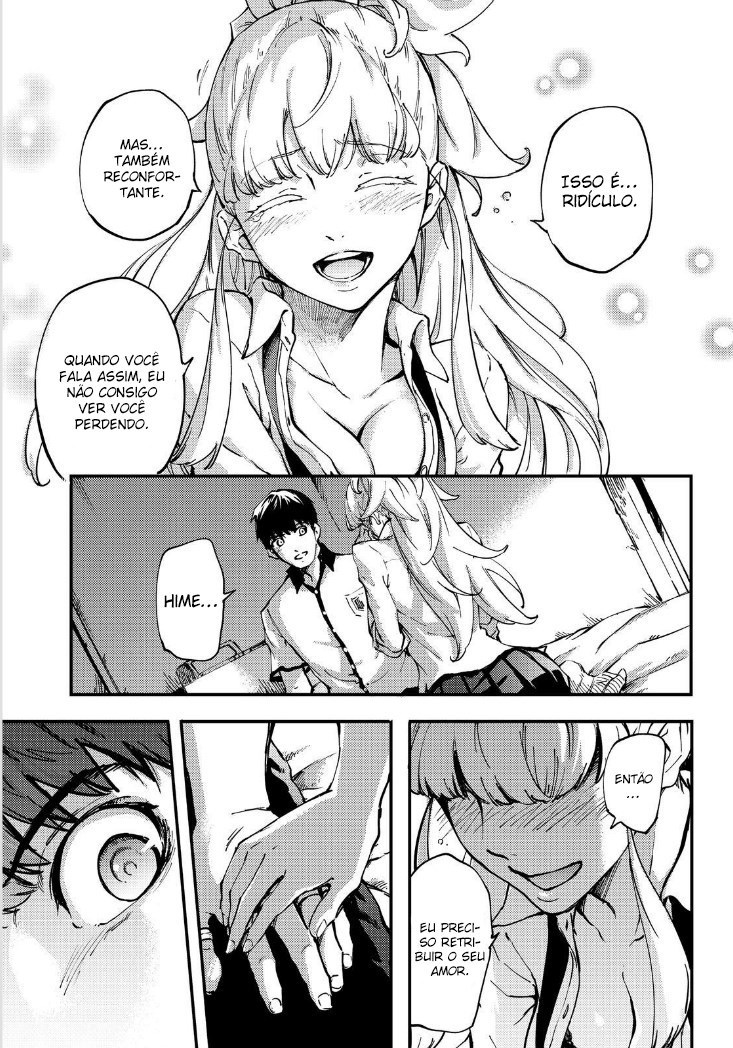 ISSO É...
RIDÍCULO.
MAS...
TAMBÉM
RECONFOR-
TANTE.
QUANDO VOCÊ
FALA ASSIM, EU
NÃO CONSIGO
VER VOCÊ
PERDENDO.
HIME...
ENTÃO
...
EU PRECI-
SO RETRI-
BUIR O SEU
AMOR.